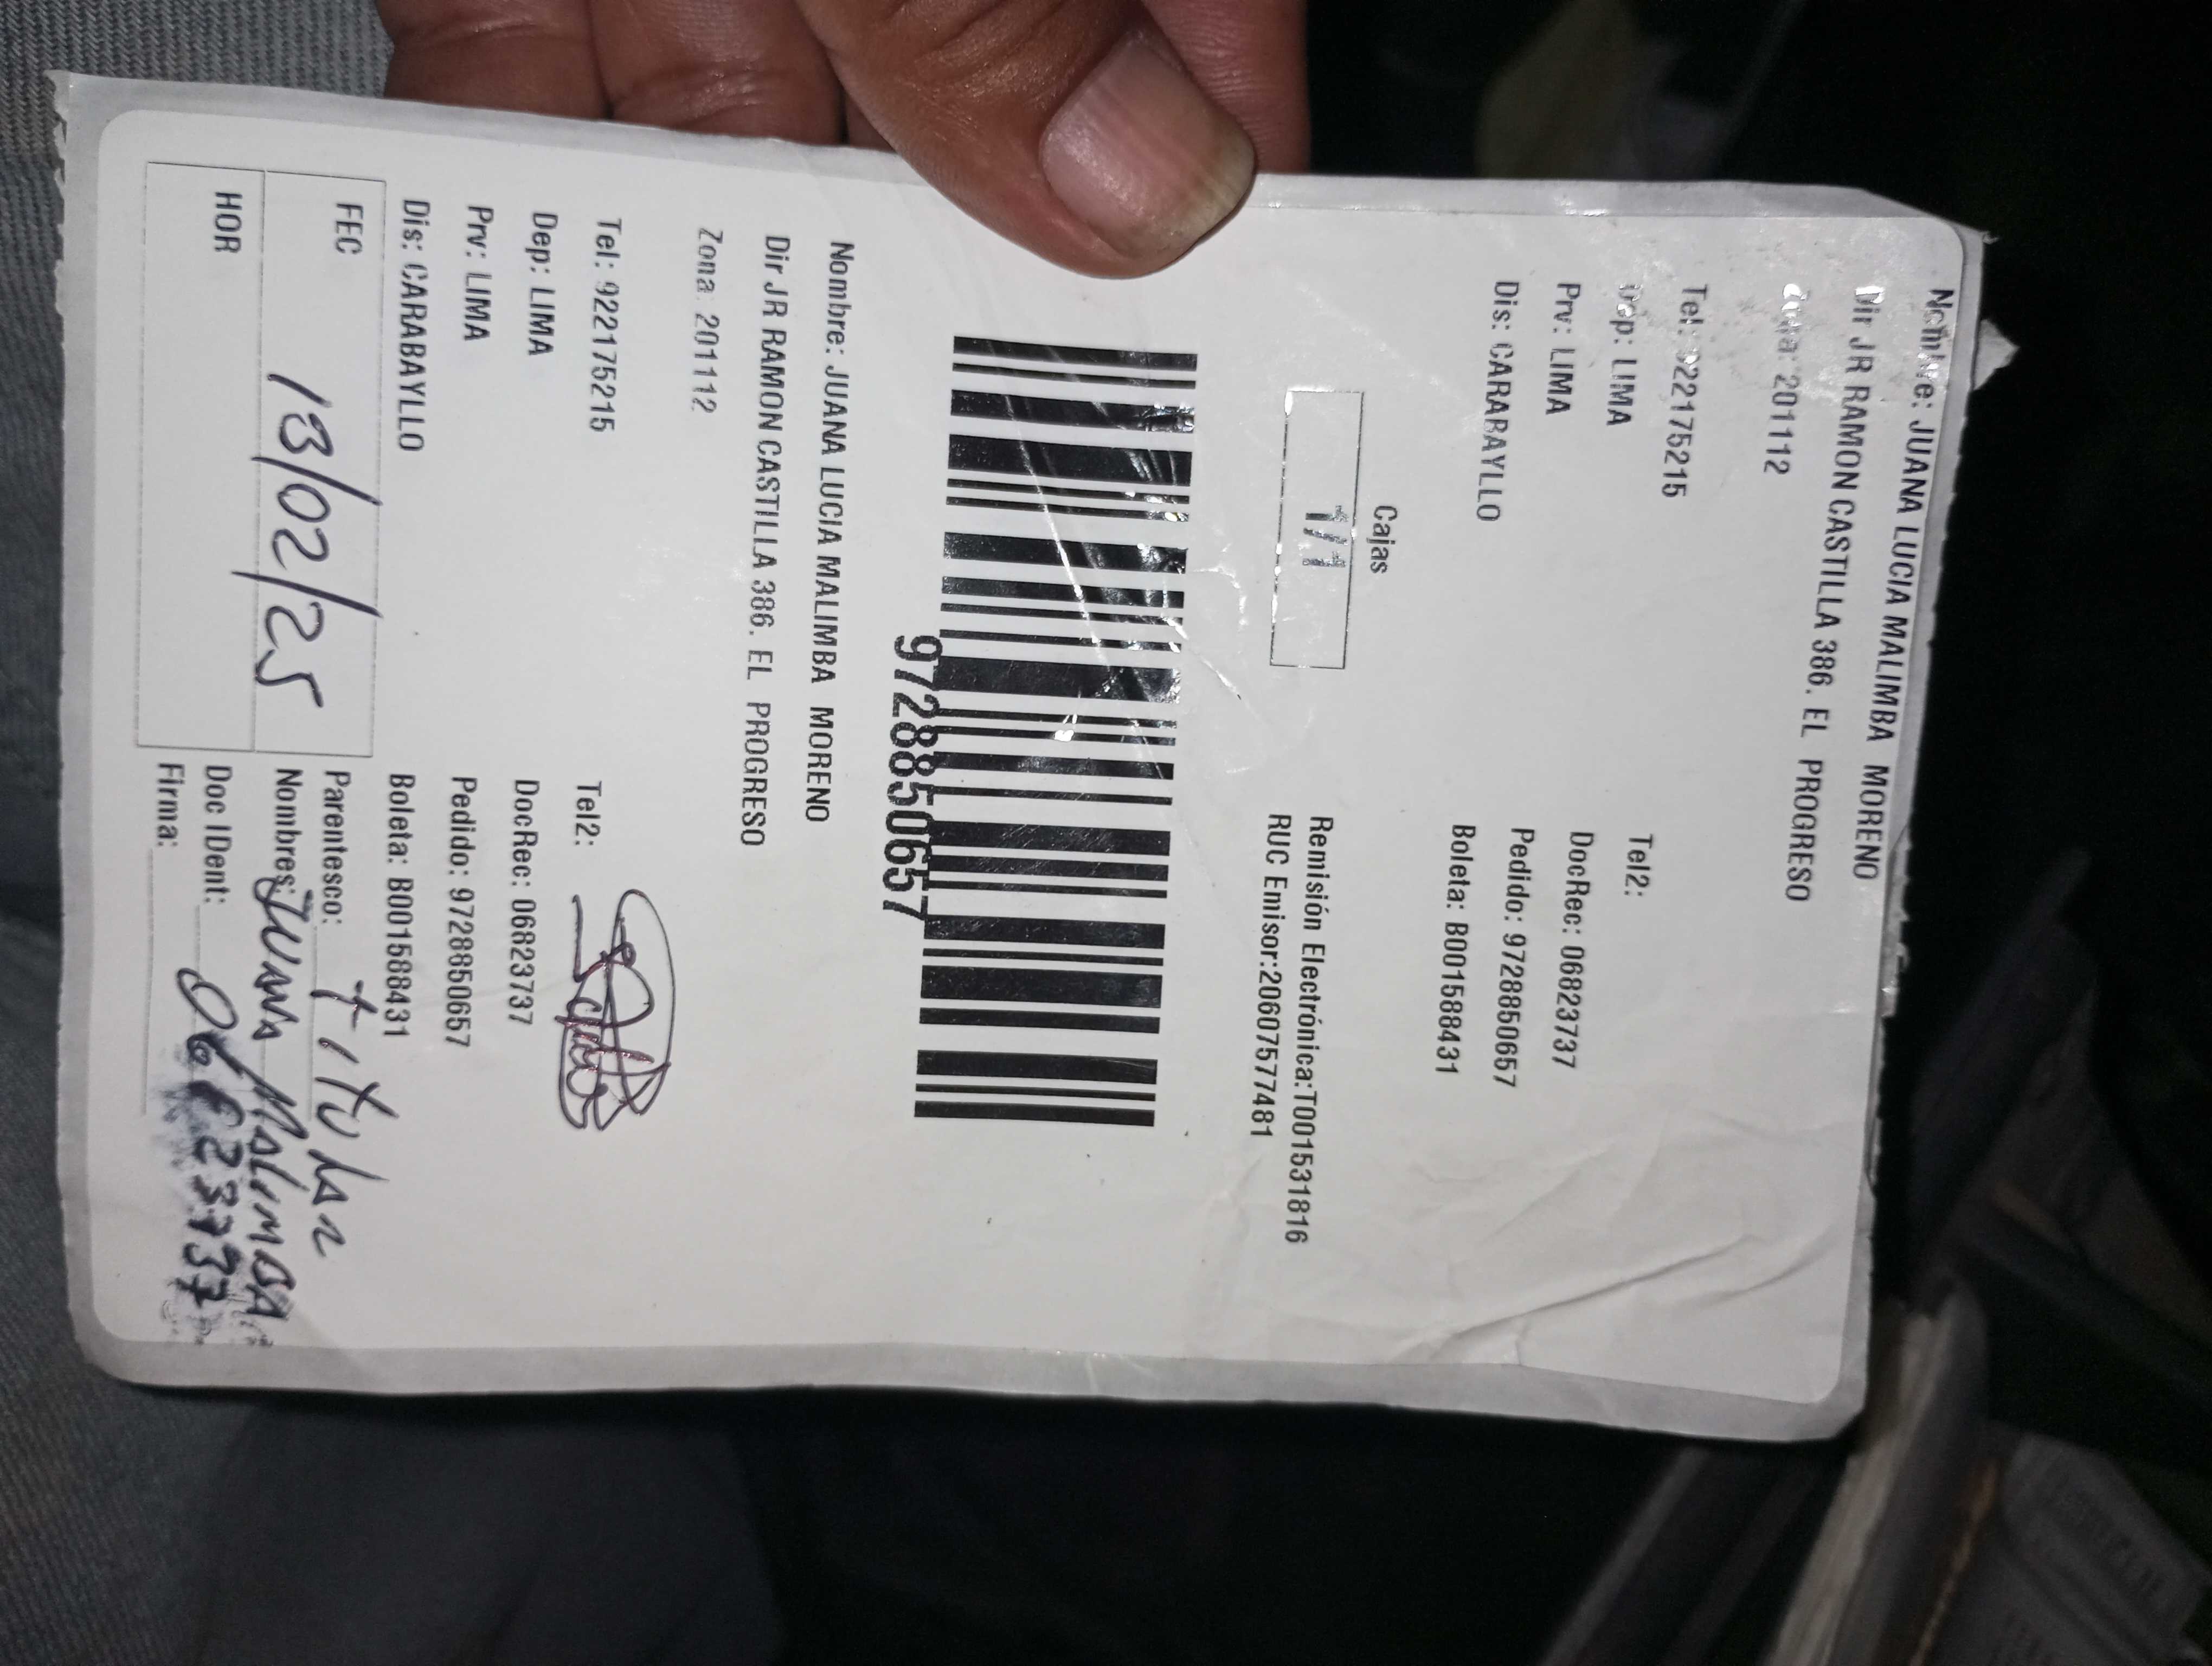 Nombre: JUANA LUCIA MALIMBA MORENO
Dir JR RAMON CASTILLA 386. EL PROGRESO
Zona: 201112
Tel: 922175215 Tel2:
Dep: LIMA DocRec: 06823737
Prv: LIMA Pedido: 9728850657
Dis: CARABAYLLO Boleta: B001588431
Cajas
1/1
Remisión Electrónica:T001531816
RUC Emisor:20607577481
9728850657
Nombre: JUANA LUCIA MALIMBA MORENO
Dir JR RAMON CASTILLA 386. EL PROGRESO
Zona: 201112
Tel: 922175215 Tel2:
Dep: LIMA DocRec: 06823737
Prv: LIMA Pedido: 9728850657
Dis: CARABAYLLO Boleta: B001588431
FEC 13/02/25 Parentesco: titular
Nombres: Juana Malimba
HOR Doc IDent: 06823737
Firma: